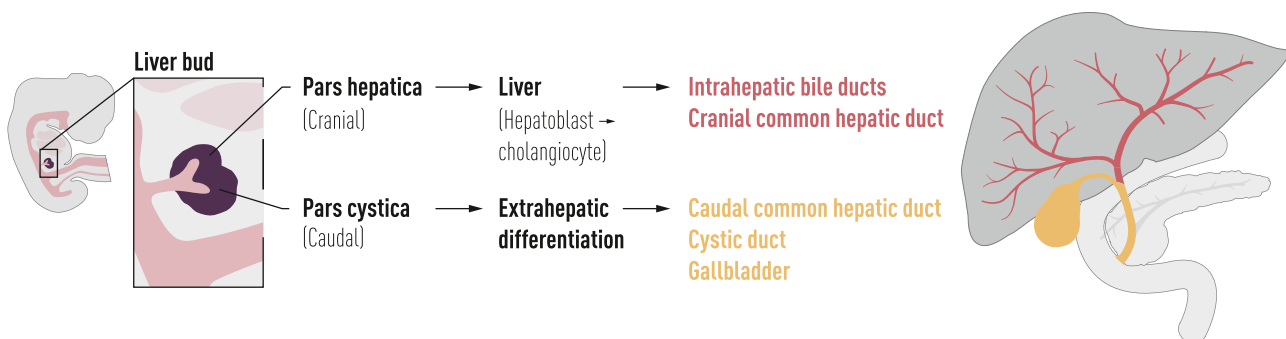 Liver bud
Pars hepatica
(Cranial)
Liver
(Hepatoblast →
cholangiocyte)
Intrahepatic bile ducts
Cranial common hepatic duct
Pars cystica
(Caudal)
Extrahepatic
differentiation
Caudal common hepatic duct
Cystic duct
Gallbladder